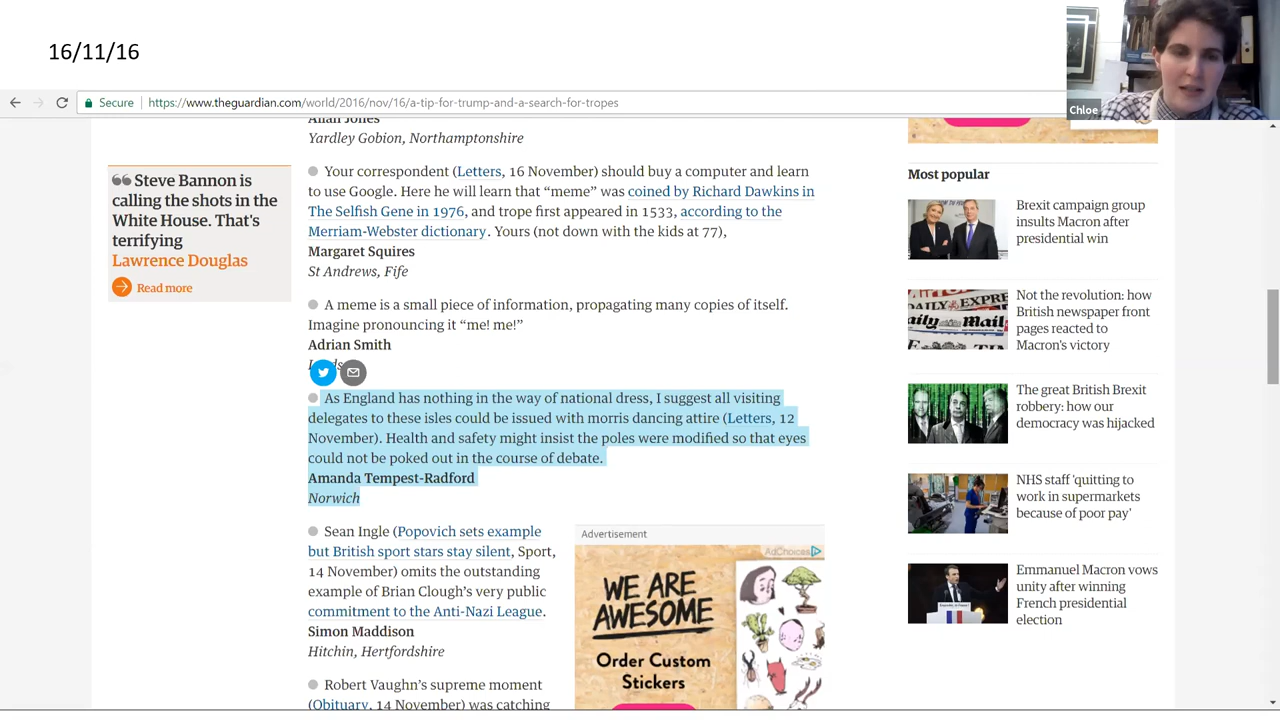 16/11/16
Chloe
Secure
https://www.theguardian.com/world/2016/nov/16/a-tip-for-trump-and-a-search-for-tropes
Steve Bannon is
calling the shots in the
White House. That's
terrifying
Lawrence Douglas
Read more
Allan Jones
Yardley Gobion, Northamptonshire
Your correspondent (Letters, 16 November) should buy a computer and learn
to use Google. Here he will learn that “meme” was coined by Richard Dawkins in
The Selfish Gene in 1976, and trope first appeared in 1533, according to the
Merriam-Webster dictionary. Yours (not down with the kids at 77),
Margaret Squires
St Andrews, Fife
A meme is a small piece of information, propagating many copies of itself.
Imagine pronouncing it “me! me!”
Adrian Smith
As England has nothing in the way of national dress, I suggest all visiting
delegates to these isles could be issued with morris dancing attire (Letters, 12
November). Health and safety might insist the poles were modified so that eyes
could not be poked out in the course of debate.
Amanda Tempest-Radford
Norwich
Sean Ingle (Popovich sets example
but British sport stars stay silent, Sport,
14 November) omits the outstanding
example of Brian Clough’s very public
commitment to the Anti-Nazi League.
Simon Maddison
Hitchin, Hertfordshire
Robert Vaughn’s supreme moment
(Obituary, 14 November) was catching
Advertisement
AdChoices
WE ARE
AWESOME
Order Custom
Stickers
Most popular
Brexit campaign group
insults Macron after
presidential win
DAILY EXPRE
Daily Mail
Not the revolution: how
British newspaper front
pages reacted to
Macron's victory
The great British Brexit
robbery: how our
democracy was hijacked
NHS staff 'quitting to
work in supermarkets
because of poor pay'
Emmanuel Macron vows
unity after winning
French presidential
election